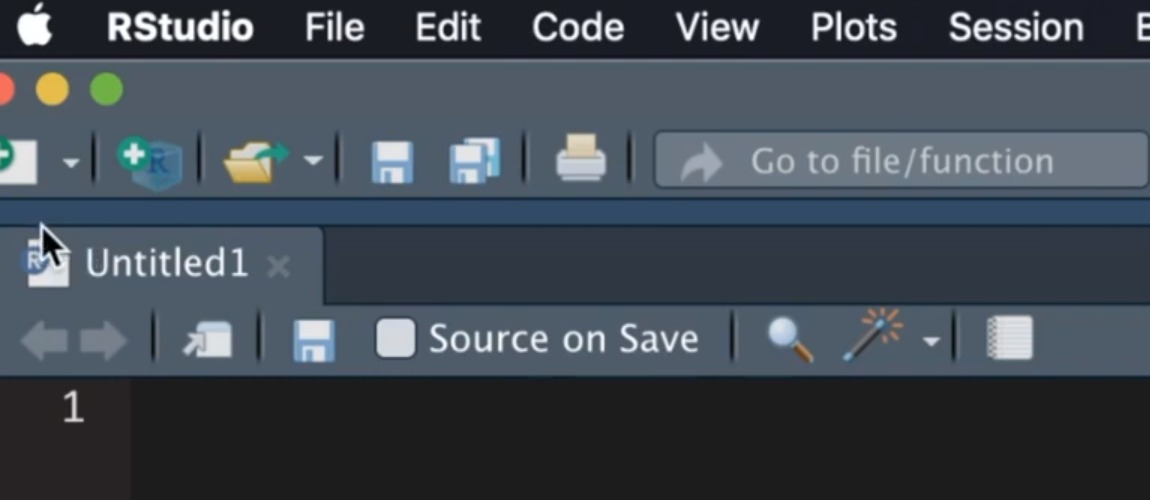 RStudio File Edit Code View Plots Session
Go to file/function
Untitled1
Source on Save
1